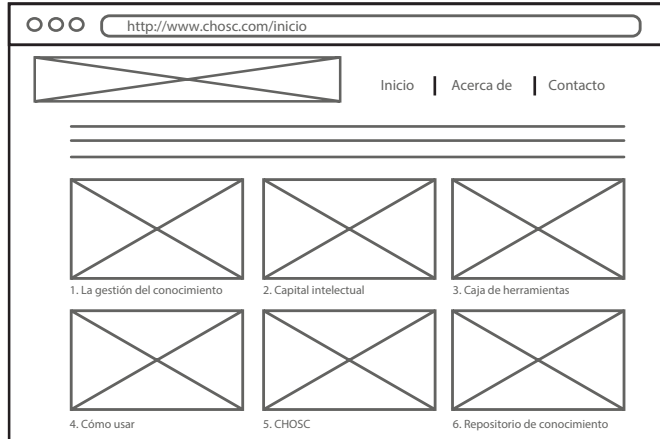 http://www.chosc.com/inicio
Inicio Acerca de Contacto
1. La gestión del conocimiento 2. Capital intelectual 3. Caja de herramientas
4. Cómo usar 5. CHOSC 6. Repositorio de conocimiento